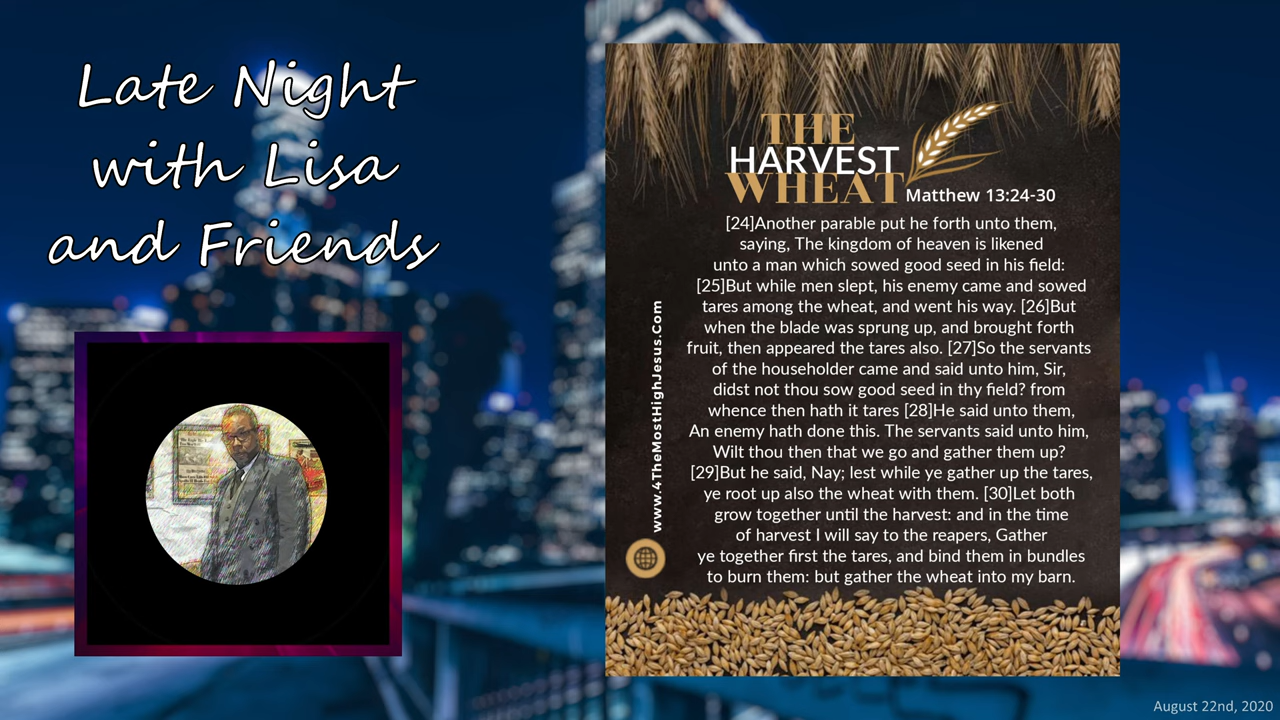 Late Night
with Lisa
and Friends
THE
HARVEST
WHEAT
Matthew 13:24-30
[24]Another parable put he forth unto them,
saying, The kingdom of heaven is likened
unto a man which sowed good seed in his field:
[25]But while men slept, his enemy came and sowed
tares among the wheat, and went his way. [26]But
when the blade was sprung up, and brought forth
fruit, then appeared the tares also. [27]So the servants
of the householder came and said unto him, Sir,
didst not thou sow good seed in thy field? from
whence then hath it tares [28]He said unto them,
An enemy hath done this. The servants said unto him,
Wilt thou then that we go and gather them up?
[29]But he said, Nay; lest while ye gather up the tares,
ye root up also the wheat with them. [30]Let both
grow together until the harvest: and in the time
of harvest I will say to the reapers, Gather
ye together first the tares, and bind them in bundles
to burn them: but gather the wheat into my barn.
www.4TheMostHighJesus.Com
August 22nd, 2020